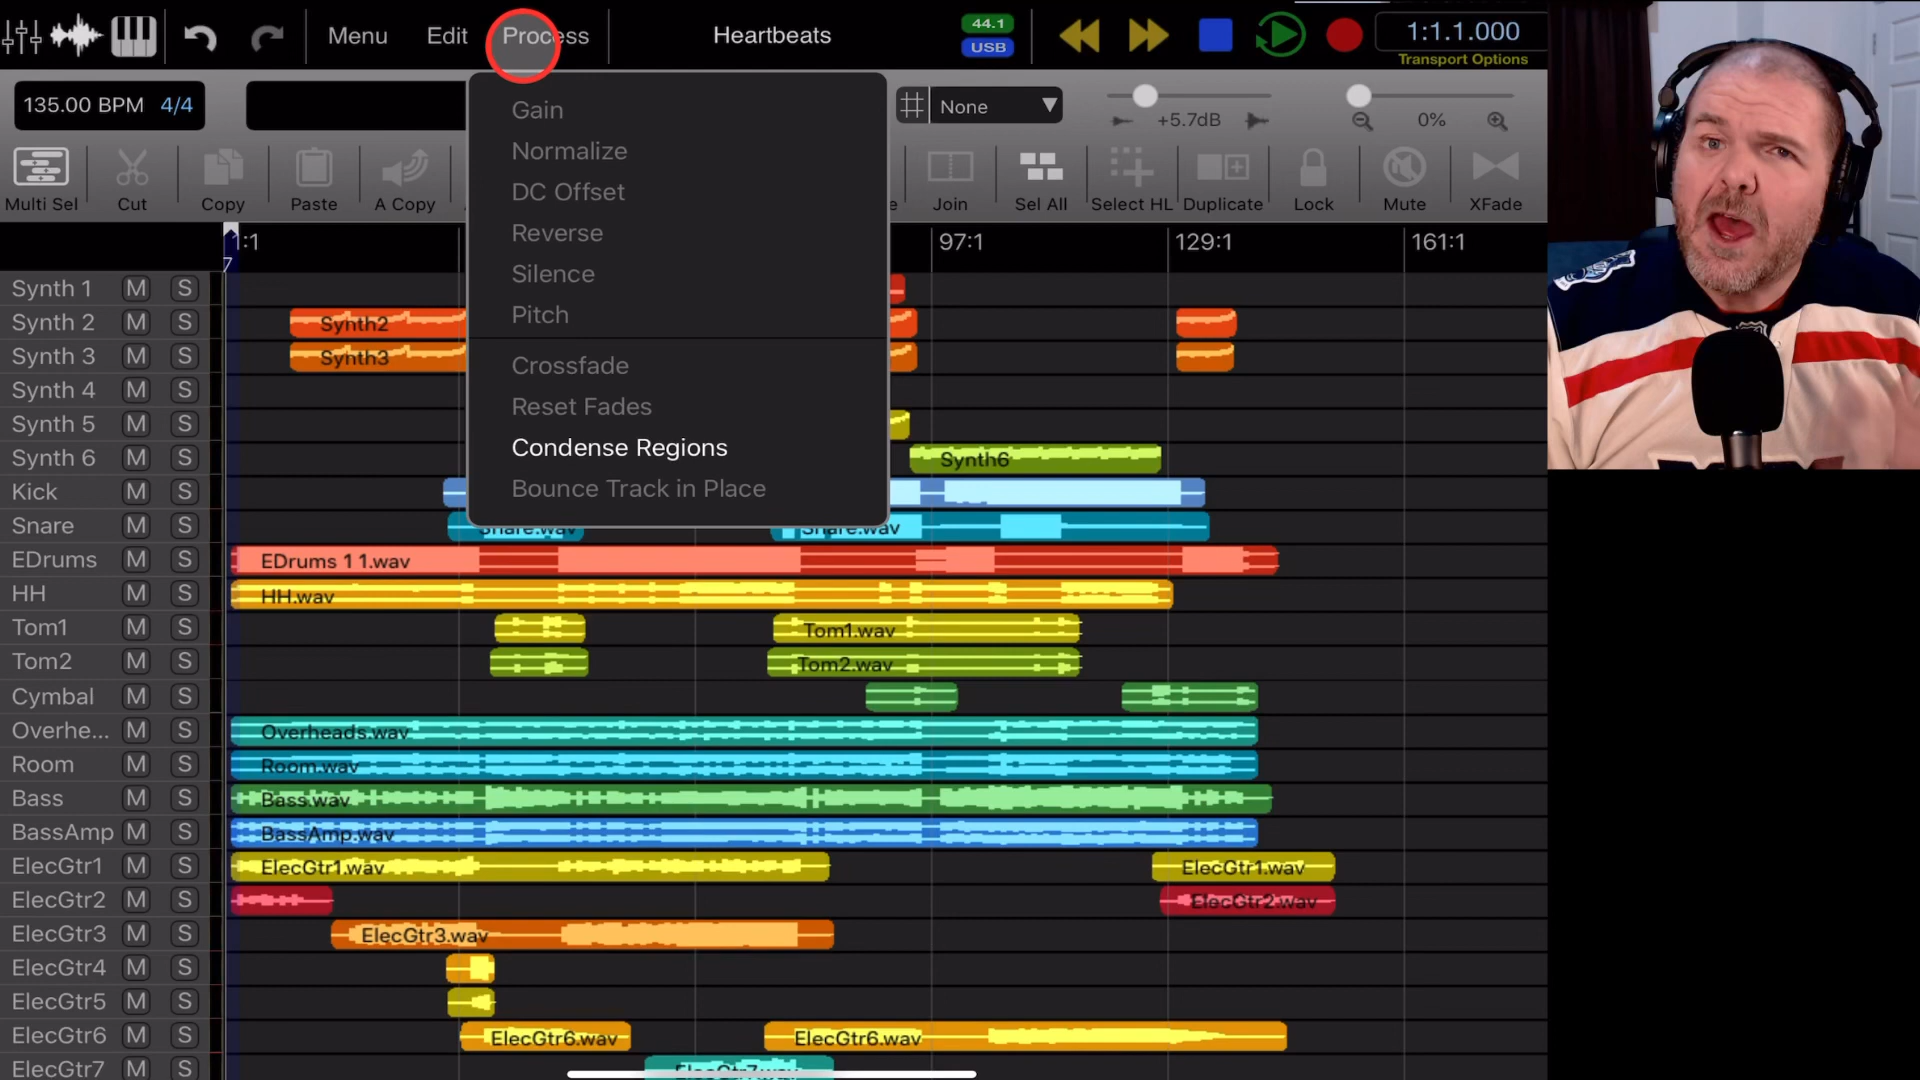 Menu Edit Process Heartbeats 44.1 USB 1:1.1.000
Transport Options
135.00 BPM 4/4 None +5.7dB 0%
Multi Sel Cut Copy Paste A Copy Join Sel All Select HL Duplicate Lock Mute XFade
Gain
Normalize
DC Offset
Reverse
Silence
Pitch
Crossfade
Reset Fades
Condense Regions
Bounce Track in Place
1:1 97:1 129:1 161:1
7
Synth 1 M S
Synth 2 M S Synth2
Synth 3 M S Synth3
Synth 4 M S
Synth 5 M S
Synth 6 M S Synth6
Kick M S
Snare M S Snare.wav Snare.wav
EDrums M S EDrums 1 1.wav
HH M S HH.wav
Tom1 M S Tom1.wav
Tom2 M S Tom2.wav
Cymbal M S
Overhe... M S Overheads.wav
Room M S Room.wav
Bass M S Bass.wav
BassAmp M S BassAmp.wav
ElecGtr1 M S ElecGtr1.wav ElecGtr1.wav
ElecGtr2 M S ElecGtr2.wav
ElecGtr3 M S ElecGtr3.wav
ElecGtr4 M S
ElecGtr5 M S
ElecGtr6 M S ElecGtr6.wav ElecGtr6.wav
ElecGtr7 M S ElecGtr7.wav